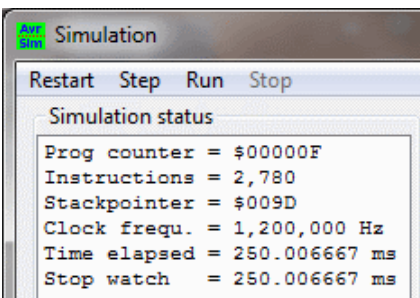 Avr Sim Simulation
Restart Step Run Stop
Simulation status
Prog counter = $00000F
Instructions = 2,780
Stackpointer = $009D
Clock frequ. = 1,200,000 Hz
Time elapsed = 250.006667 ms
Stop watch = 250.006667 ms